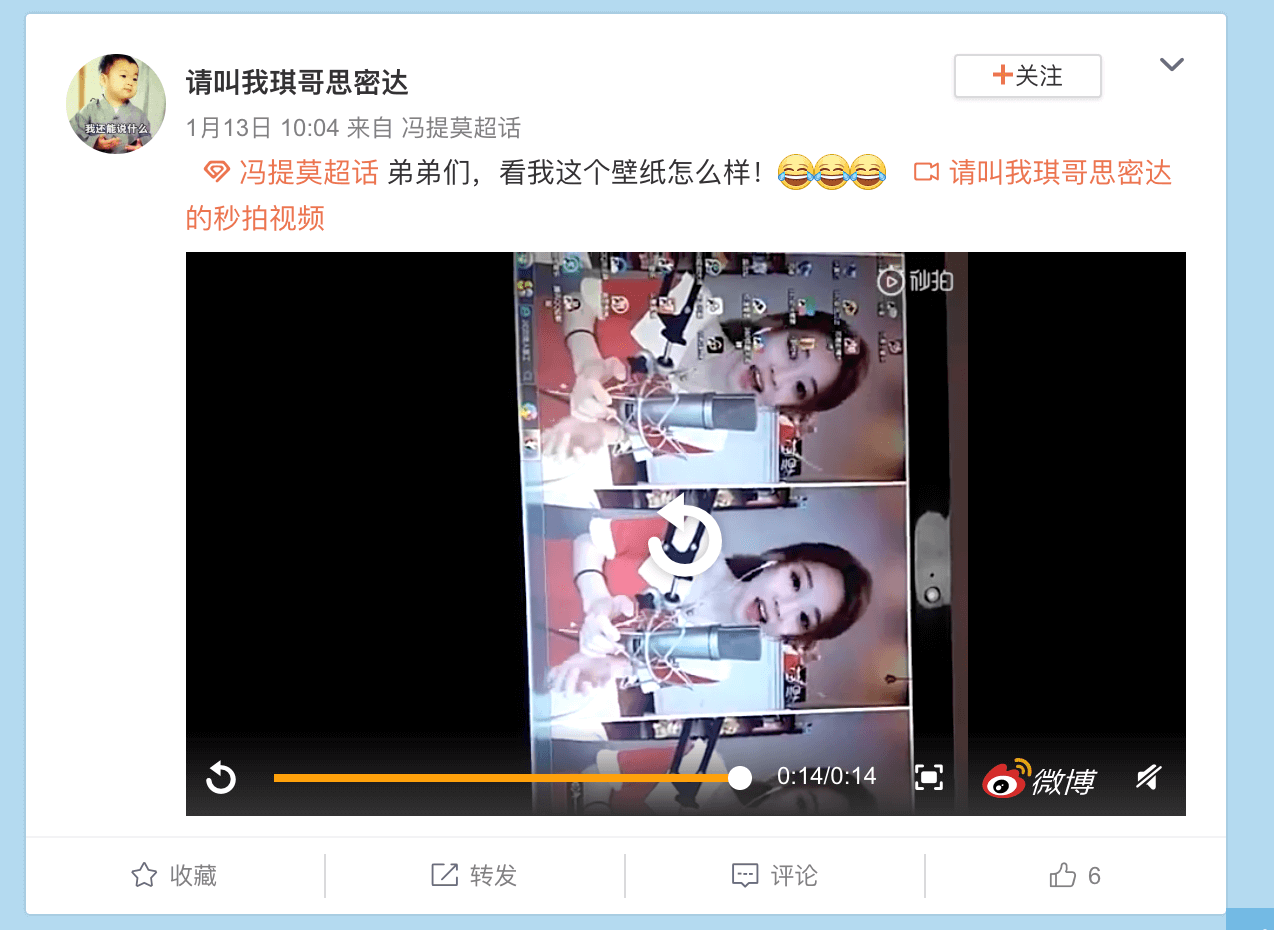 请叫我琪哥思密达
+关注
我还能说什么
1月13日 10:04 来自 冯提莫超话
冯提莫超话 弟弟们，看我这个壁纸怎么样！ 请叫我琪哥思密达
的秒拍视频
秒拍
0:14/0:14
微博
收藏
转发
评论
6